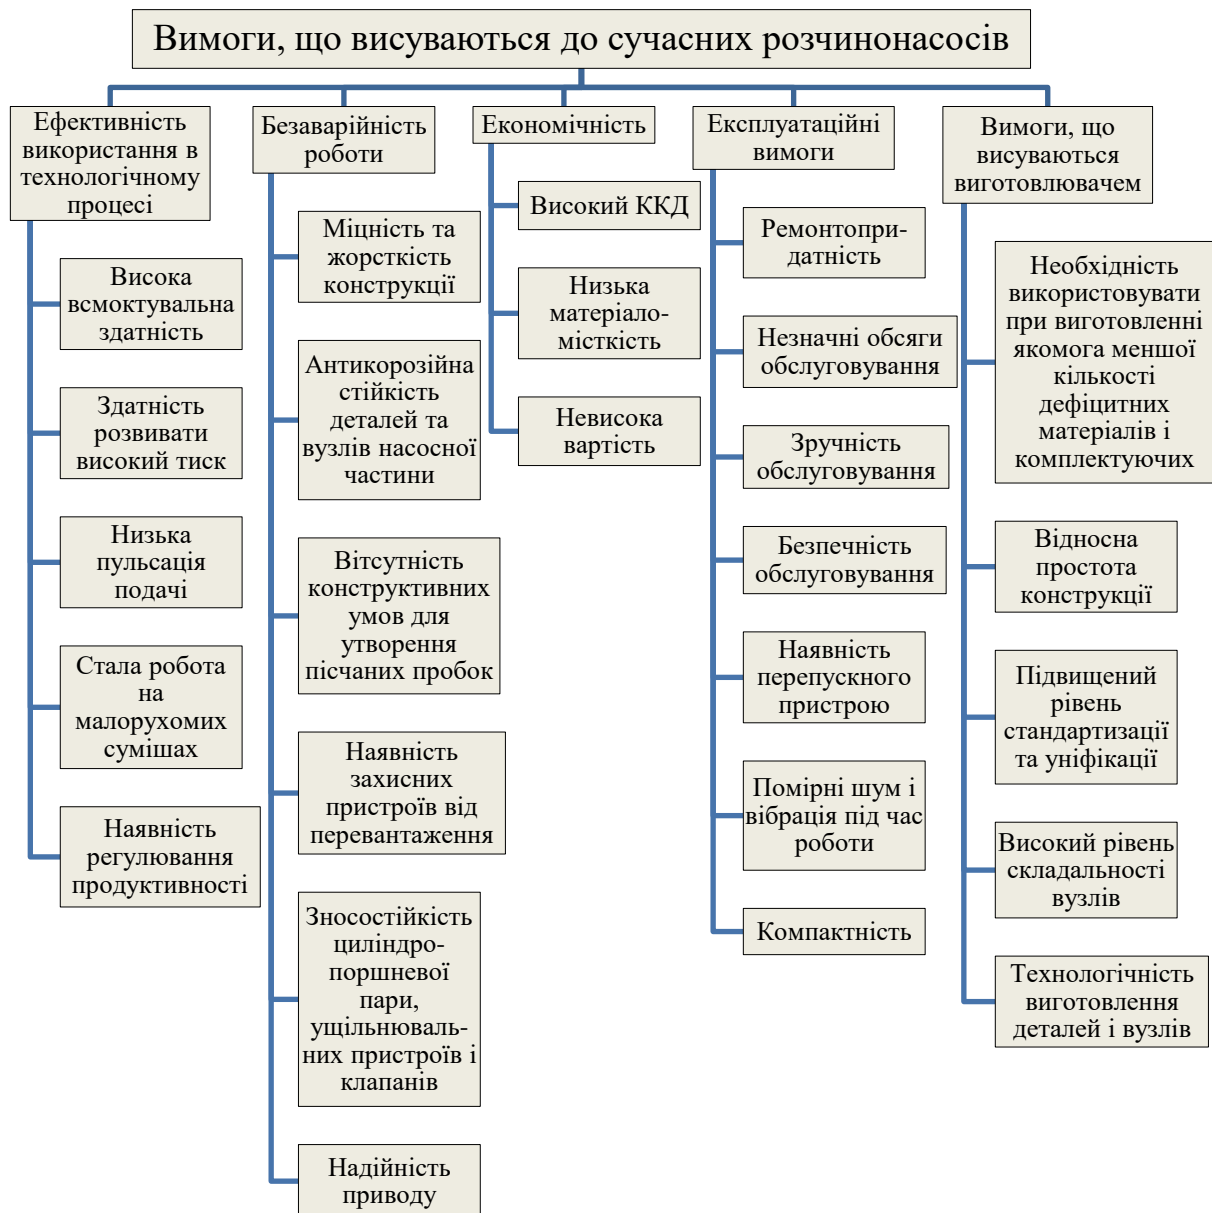 Вимоги, що висуваються до сучасних розчинонасосів
Ефективність
використання в
технологічному
процесі
Висока
всмоктувальна
здатність
Здатність
розвивати
високий тиск
Низька
пульсація
подачі
Стала робота
на
малорухомих
сумішах
Наявність
регулювання
продуктивності
Безаварійність
роботи
Міцність та
жорсткість
конструкції
Антикорозійна
стійкість
деталей та
вузлів насосної
частини
Вітсутність
конструктивних
умов для
утворення
пісчаних пробок
Наявність
захисних
пристроїв від
перевантаження
Зносостійкість
циліндро-
поршневої
пари,
ущільнюваль-
них пристроїв і
клапанів
Надійність
приводу
Економічність
Високий ККД
Низька
матеріало-
місткість
Невисока
вартість
Експлуатаційні
вимоги
Ремонтопри-
датність
Незначні обсяги
обслуговування
Зручність
обслуговування
Безпечність
обслуговування
Наявність
перепускного
пристрою
Помірні шум і
вібрація під час
роботи
Компактність
Вимоги, що
висуваються
виготовлювачем
Необхідність
використовувати
при виготовленні
якомога меншої
кількості
дефіцитних
матеріалів і
комплектуючих
Відносна
простота
конструкції
Підвищений
рівень
стандартизації
та уніфікації
Високий рівень
складальності
вузлів
Технологічність
виготовлення
деталей і вузлів